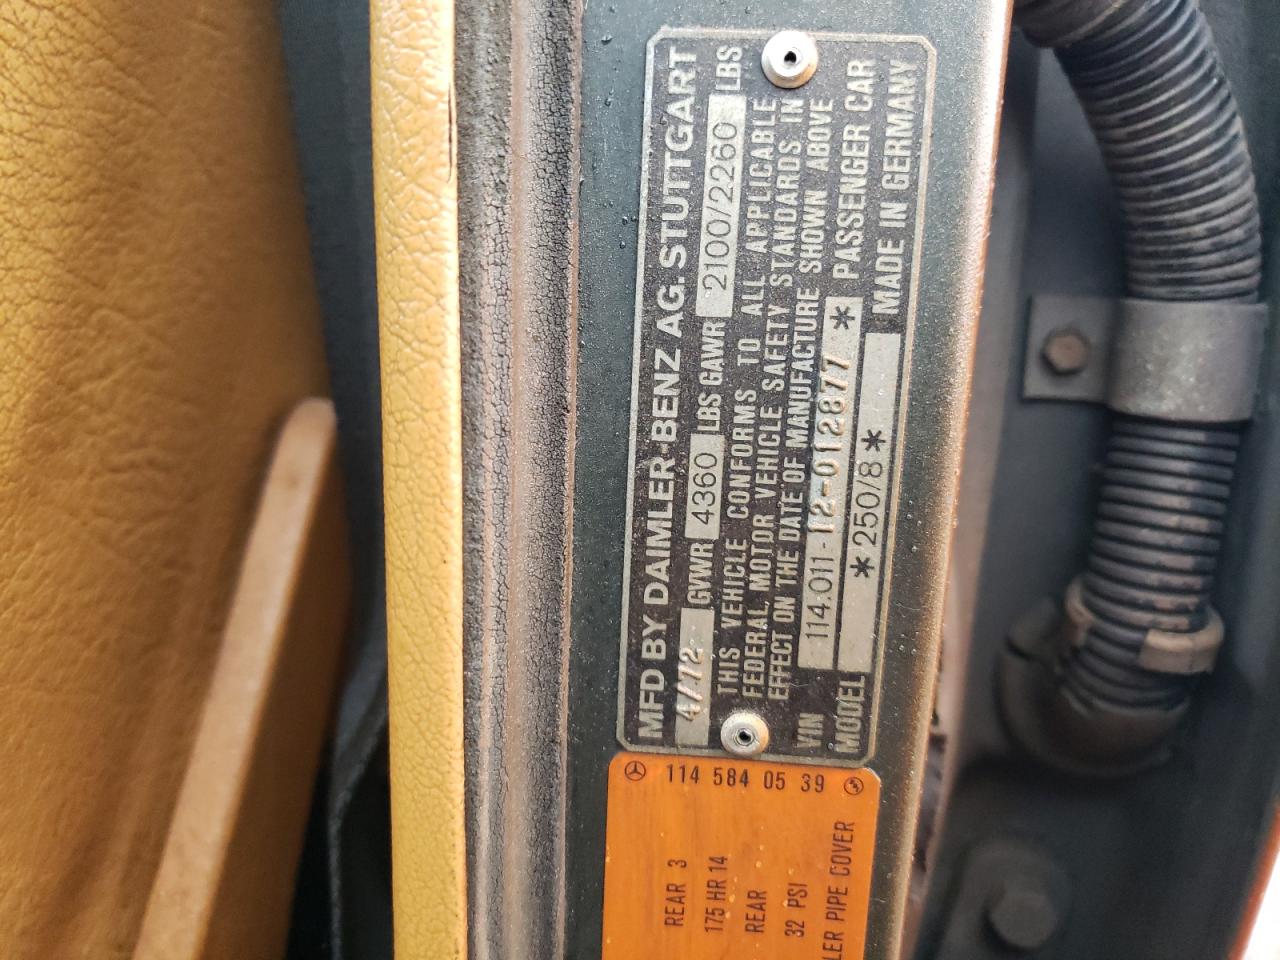 MFD BY DAIMLER-BENZ AG. STUTTGART
4/72 GVWR 4360 LBS GAWR 2100/2260 LBS
THIS VEHICLE CONFORMS TO ALL APPLICABLE
FEDERAL MOTOR VEHICLE SAFETY STANDARDS IN
EFFECT ON THE DATE OF MANUFACTURE SHOWN ABOVE
VIN 114.011-12-012877 * PASSENGER CAR
MODEL *250/8* MADE IN GERMANY
114 584 05 39
REAR 3
175 HR 14
REAR
32 PSI
LER PIPE COVER